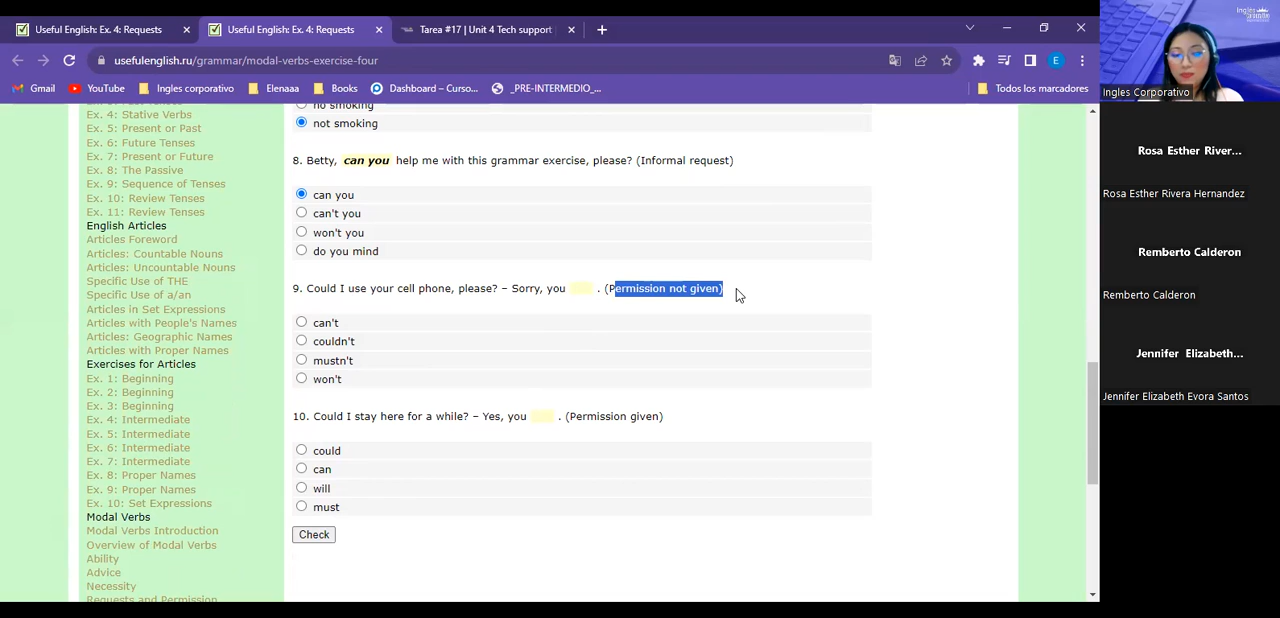 Useful English: Ex. 4: Requests
Useful English: Ex. 4: Requests
Tarea #17 | Unit 4 Tech support
usefulenglish.ru/grammar/modal-verbs-exercise-four
E
Gmail
YouTube
Ingles corporativo
Elenaaa
Books
Dashboard – Curso...
_PRE-INTERMEDIO_...
Todos los marcadores
Ex. 4: Stative Verbs
Ex. 5: Present or Past
Ex. 6: Future Tenses
Ex. 7: Present or Future
Ex. 8: The Passive
Ex. 9: Sequence of Tenses
Ex. 10: Review Tenses
Ex. 11: Review Tenses
English Articles
Articles Foreword
Articles: Countable Nouns
Articles: Uncountable Nouns
Specific Use of THE
Specific Use of a/an
Articles in Set Expressions
Articles with People's Names
Articles: Geographic Names
Articles with Proper Names
Exercises for Articles
Ex. 1: Beginning
Ex. 2: Beginning
Ex. 3: Beginning
Ex. 4: Intermediate
Ex. 5: Intermediate
Ex. 6: Intermediate
Ex. 7: Intermediate
Ex. 8: Proper Names
Ex. 9: Proper Names
Ex. 10: Set Expressions
Modal Verbs
Modal Verbs Introduction
Overview of Modal Verbs
Ability
Advice
Necessity
Requests and Permission
no smoking
not smoking
8. Betty, can you help me with this grammar exercise, please? (Informal request)
can you
can't you
won't you
do you mind
9. Could I use your cell phone, please? – Sorry, you . (Permission not given)
can't
couldn't
mustn't
won't
10. Could I stay here for a while? – Yes, you . (Permission given)
could
can
will
must
Check
Ingles
Ingles Corporativo
Rosa Esther River...
Rosa Esther Rivera Hernandez
Remberto Calderon
Remberto Calderon
Jennifer Elizabeth...
Jennifer Elizabeth Evora Santos